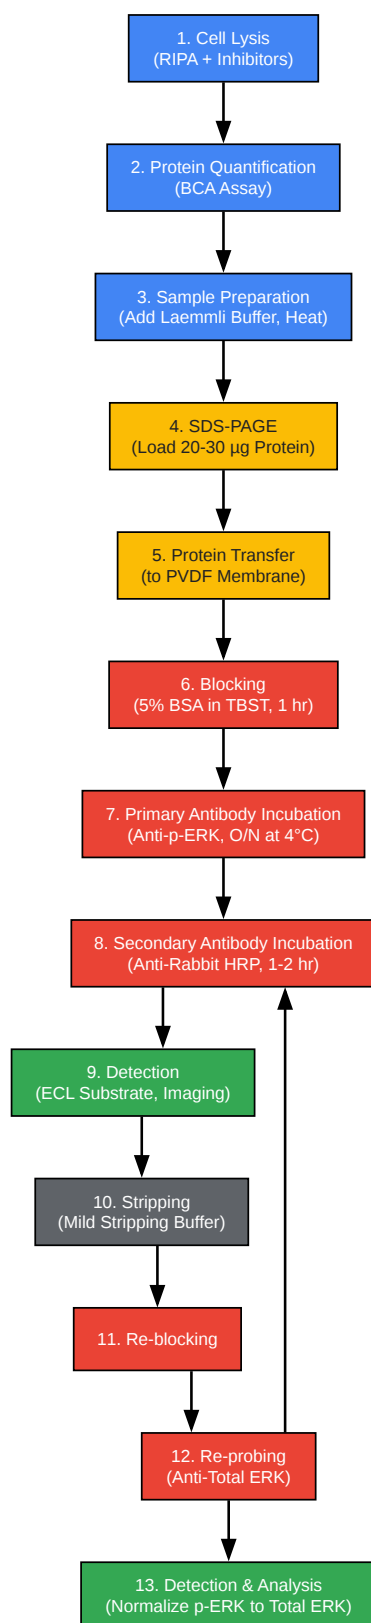 1. Cell Lysis
(RIPA + Inhibitors)
2. Protein Quantification
(BCA Assay)
3. Sample Preparation
(Add Laemmli Buffer, Heat)
4. SDS-PAGE
(Load 20-30 µg Protein)
5. Protein Transfer
(to PVDF Membrane)
6. Blocking
(5% BSA in TBST, 1 hr)
7. Primary Antibody Incubation
(Anti-p-ERK, O/N at 4°C)
8. Secondary Antibody Incubation
(Anti-Rabbit HRP, 1-2 hr)
9. Detection
(ECL Substrate, Imaging)
10. Stripping
(Mild Stripping Buffer)
11. Re-blocking
12. Re-probing
(Anti-Total ERK)
13. Detection & Analysis
(Normalize p-ERK to Total ERK)